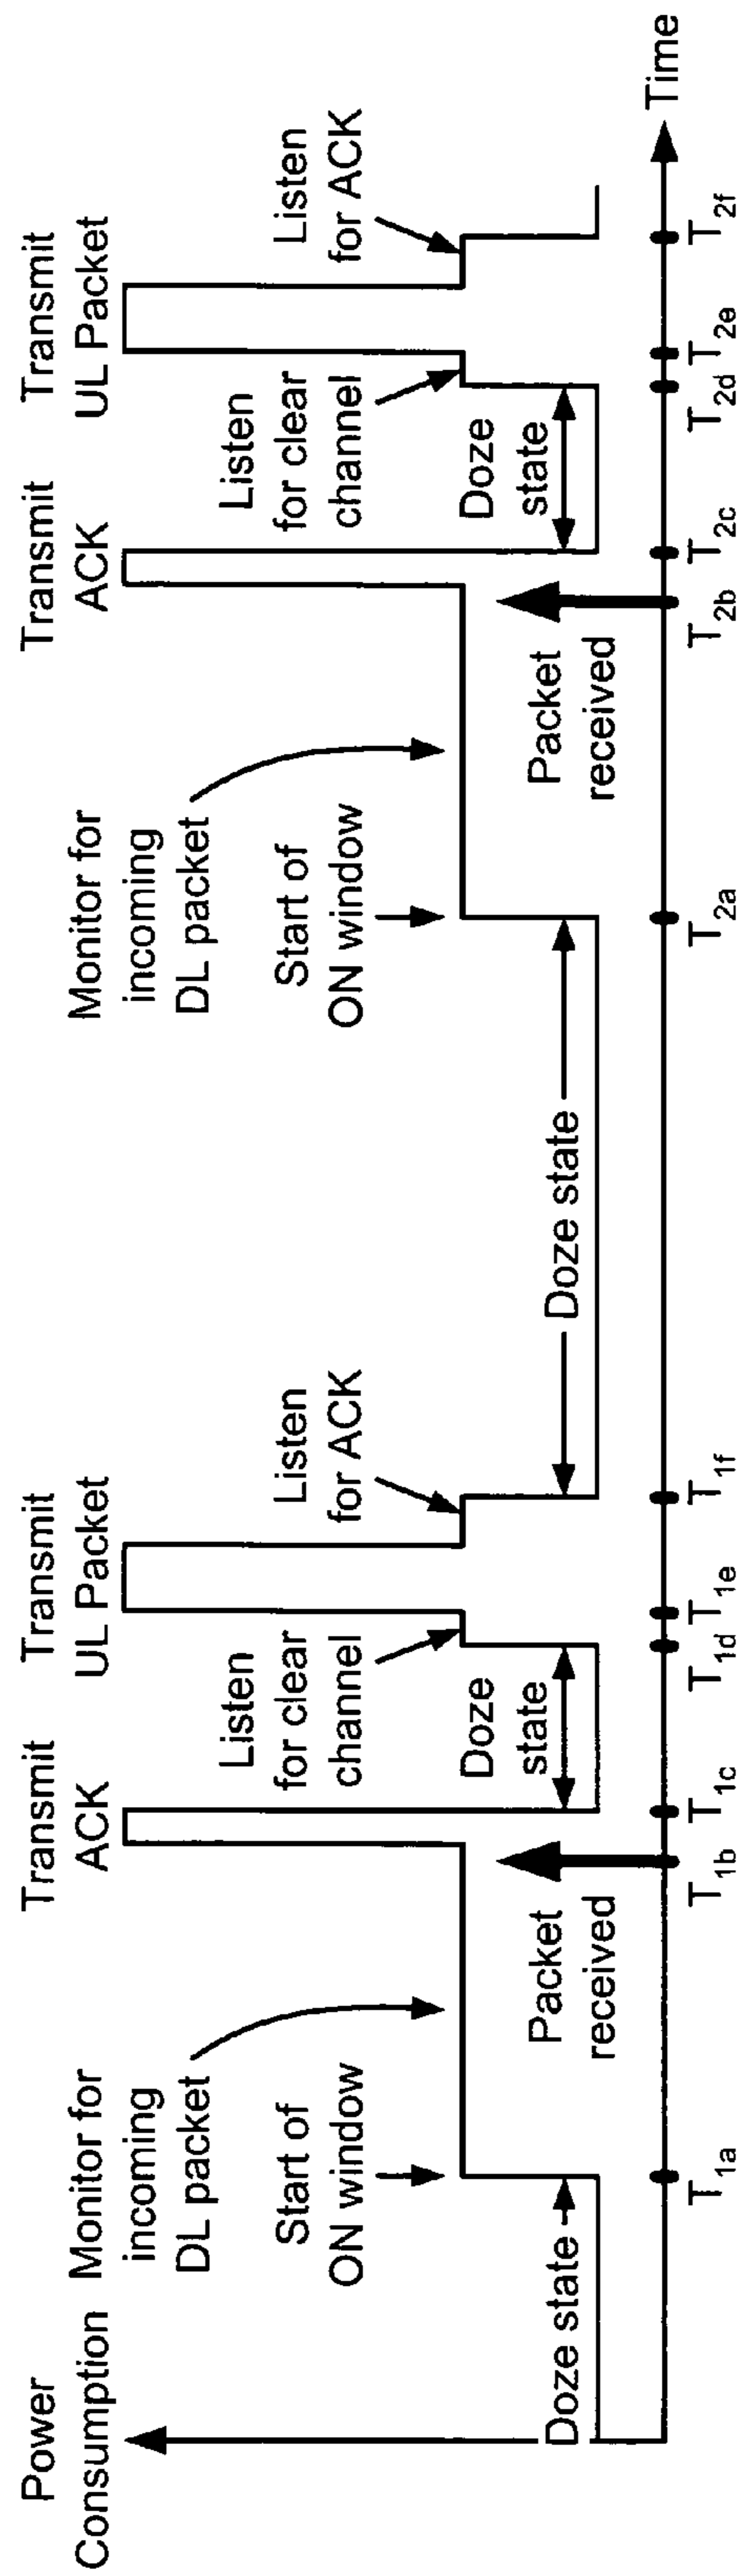 Power
Consumption
Doze state
Monitor for
incoming
DL packet
Start of
ON window
Packet
received
Transmit
ACK
Doze
state
Listen
for clear
channel
Transmit
UL Packet
Listen
for ACK
Doze state
Monitor for
incoming
DL packet
Start of
ON window
Packet
received
Transmit
ACK
Doze
state
Listen
for clear
channel
Transmit
UL Packet
Listen
for ACK
Time
T1a T1b T1c T1d T1e T1f T2a T2b T2c T2d T2e T2f